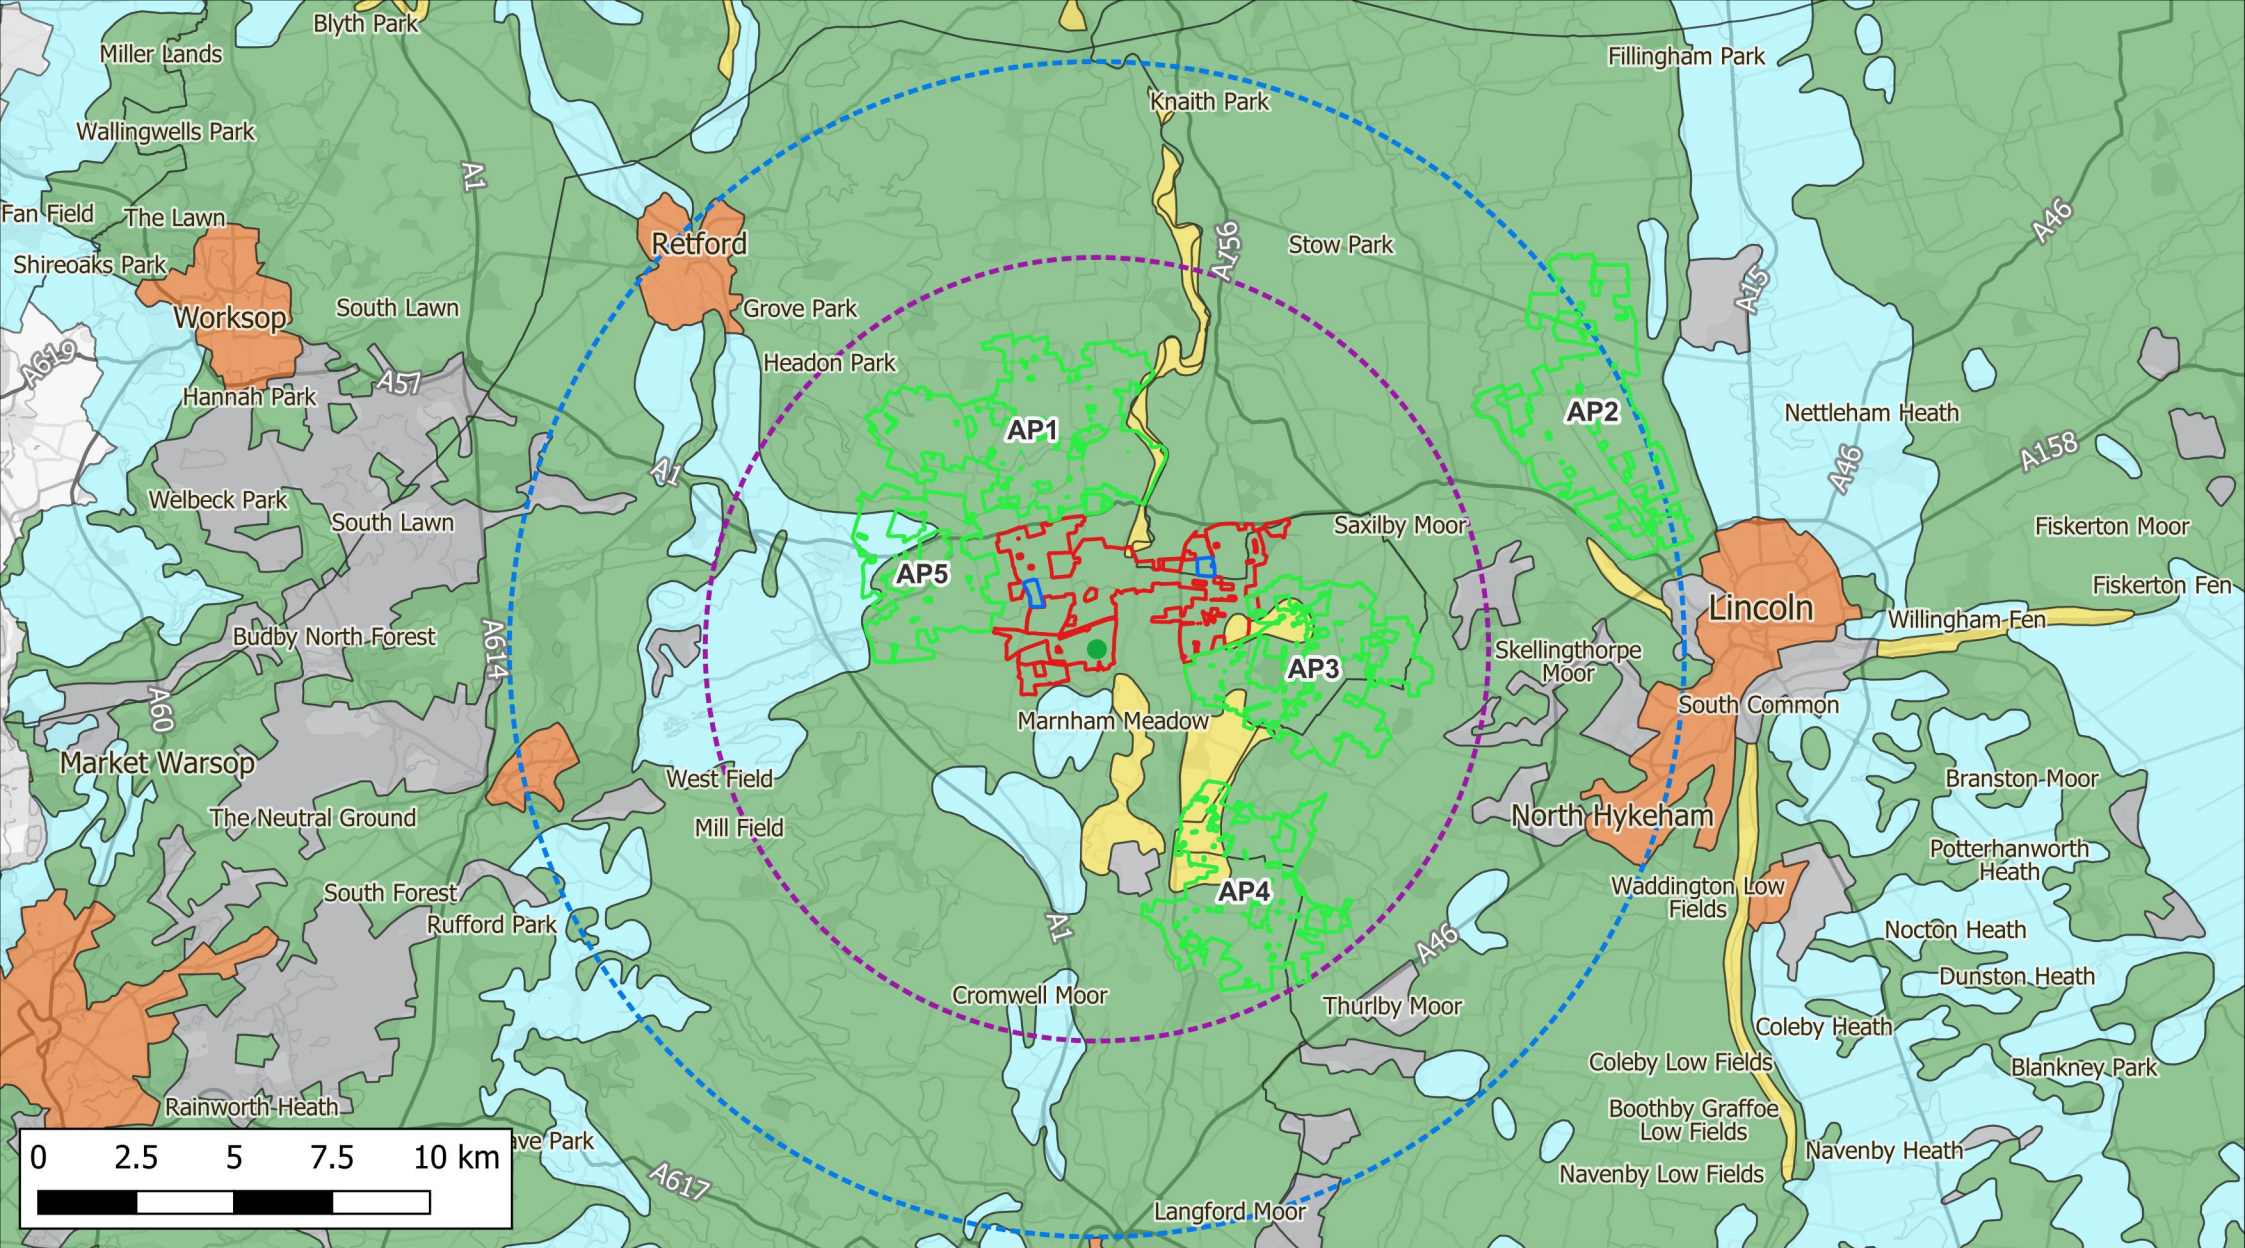 Blyth Park
Miller Lands
Fillingham Park
Knaith Park
Wallingwells Park
A1
Fan Field
The Lawn
A46
Retford
A156
Stow Park
Shireoaks Park
A15
South Lawn
Grove Park
Worksop
A619
Headon Park
A57
Hannah Park
AP2
Nettleham Heath
AP1
A158
A46
A1
Welbeck Park
South Lawn
Saxilby Moor
Fiskerton Moor
AP5
Fiskerton Fen
Lincoln
Willingham Fen
Budby North Forest
A614
Skellingthorpe
Moor
AP3
A60
South Common
Marnham Meadow
Market Warsop
West Field
Branston Moor
The Neutral Ground
North Hykeham
Mill Field
Potterhanworth
Heath
South Forest
AP4
Waddington Low
Fields
Rufford Park
A1
A46
Nocton Heath
Dunston Heath
Cromwell Moor
Thurlby Moor
Coleby Heath
Coleby Low Fields
Blankney Park
Rainworth Heath
Boothby Graffoe
Low Fields
ave Park
Navenby Heath
0 2.5 5 7.5 10 km
A617
Navenby Low Fields
Langford Moor